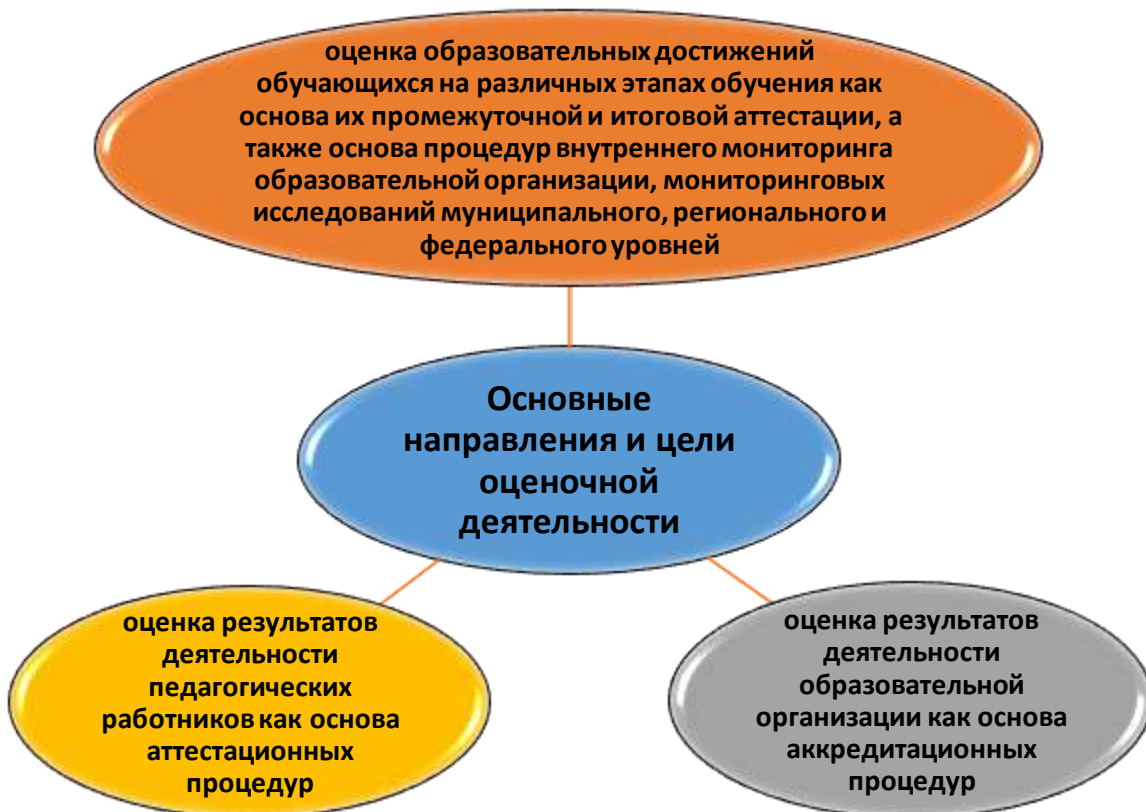 оценка образовательных достижений
обучающихся на различных этапах обучения как
основа их промежуточной и итоговой аттестации, а
также основа процедур внутреннего мониторинга
образовательной организации, мониторинговых
исследований муниципального, регионального и
федерального уровней
Основные
направления и цели
оценочной
деятельности
оценка результатов
деятельности
педагогических
работников как основа
аттестационных
процедур
оценка результатов
деятельности
образовательной
организации как основа
аккредитационных
процедур